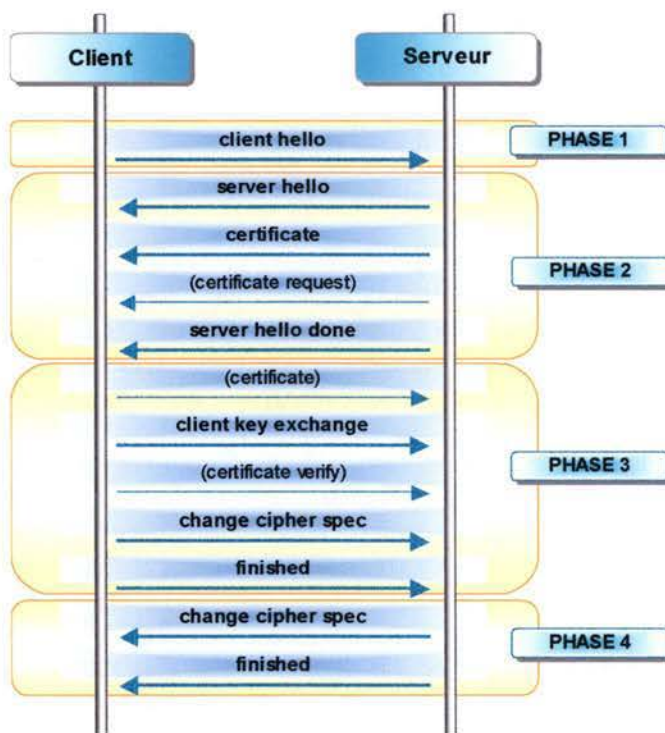 Client Serveur
client hello PHASE 1
server hello
certificate
(certificate request) PHASE 2
server hello done
(certificate)
client key exchange
(certificate verify) PHASE 3
change cipher spec
finished
change cipher spec
PHASE 4
finished